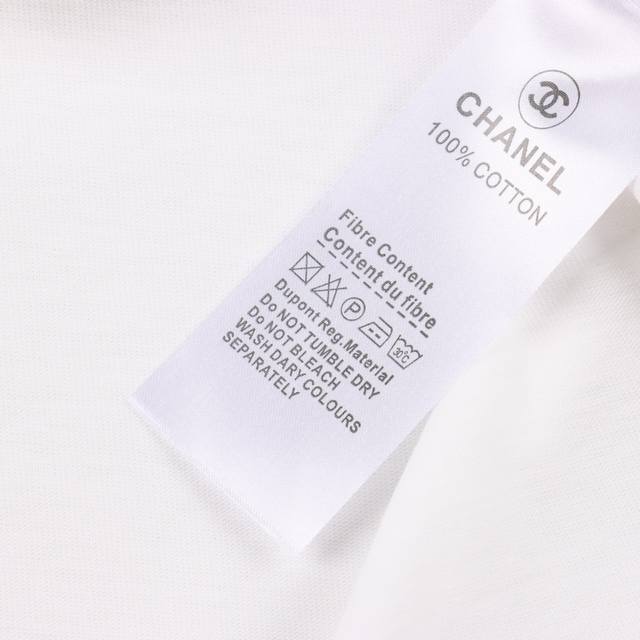 CHANEL
100% COTTON
Fibre Content
Content du fibre
P 30°
Dupont Reg.Material
Do NOT TUMBLE DRY
Do NOT BLEACH
WASH DARY COLOURS
SEPARATELY